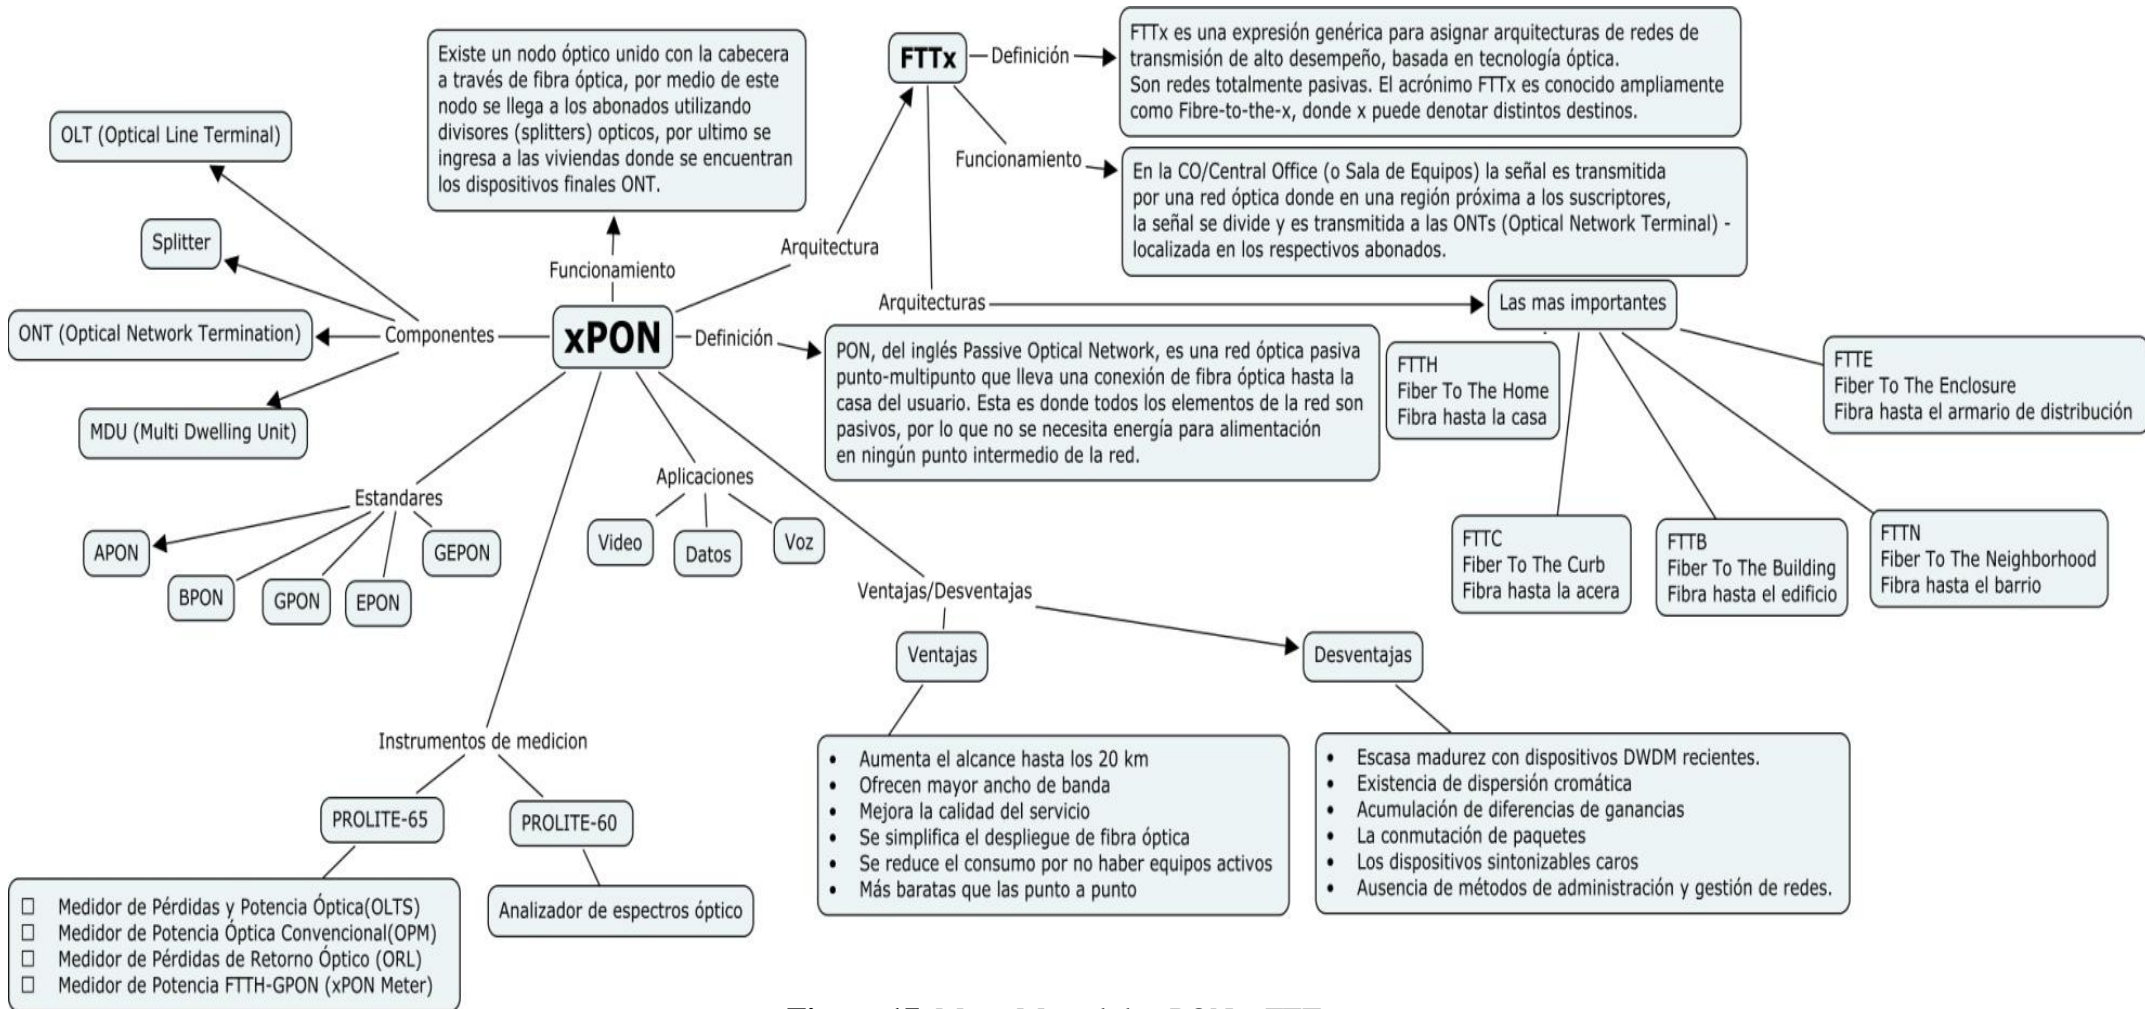 Existe un nodo óptico unido con la cabecera
a través de fibra óptica, por medio de este
nodo se llega a los abonados utilizando
divisores (splitters) opticos, por ultimo se
ingresa a las viviendas donde se encuentran
los dispositivos finales ONT.
Funcionamiento
xPON
Componentes
OLT (Optical Line Terminal)
Splitter
ONT (Optical Network Termination)
MDU (Multi Dwelling Unit)
Arquitectura
FTTx
Definición
FTTx es una expresión genérica para asignar arquitecturas de redes de
transmisión de alto desempeño, basada en tecnología óptica.
Son redes totalmente pasivas. El acrónimo FTTx es conocido ampliamente
como Fibre-to-the-x, donde x puede denotar distintos destinos.
Funcionamiento
En la CO/Central Office (o Sala de Equipos) la señal es transmitida
por una red óptica donde en una región próxima a los suscriptores,
la señal se divide y es transmitida a las ONTs (Optical Network Terminal) -
localizada en los respectivos abonados.
Arquitecturas
Las mas importantes
FTTH
Fiber To The Home
Fibra hasta la casa
FTTE
Fiber To The Enclosure
Fibra hasta el armario de distribución
FTTC
Fiber To The Curb
Fibra hasta la acera
FTTB
Fiber To The Building
Fibra hasta el edificio
FTTN
Fiber To The Neighborhood
Fibra hasta el barrio
Definición
PON, del inglés Passive Optical Network, es una red óptica pasiva
punto-multipunto que lleva una conexión de fibra óptica hasta la
casa del usuario. Esta es donde todos los elementos de la red son
pasivos, por lo que no se necesita energía para alimentación
en ningún punto intermedio de la red.
Estandares
APON
BPON
GPON
EPON
GEPON
Aplicaciones
Video
Datos
Voz
Ventajas/Desventajas
Ventajas
• Aumenta el alcance hasta los 20 km
• Ofrecen mayor ancho de banda
• Mejora la calidad del servicio
• Se simplifica el despliegue de fibra óptica
• Se reduce el consumo por no haber equipos activos
• Más baratas que las punto a punto
Desventajas
• Escasa madurez con dispositivos DWDM recientes.
• Existencia de dispersión cromática
• Acumulación de diferencias de ganancias
• La conmutación de paquetes
• Los dispositivos sintonizables caros
• Ausencia de métodos de administración y gestión de redes.
Instrumentos de medicion
PROLITE-65
□ Medidor de Pérdidas y Potencia Óptica(OLTS)
□ Medidor de Potencia Óptica Convencional(OPM)
□ Medidor de Pérdidas de Retorno Óptico (ORL)
□ Medidor de Potencia FTTH-GPON (xPON Meter)
PROLITE-60
Analizador de espectros óptico